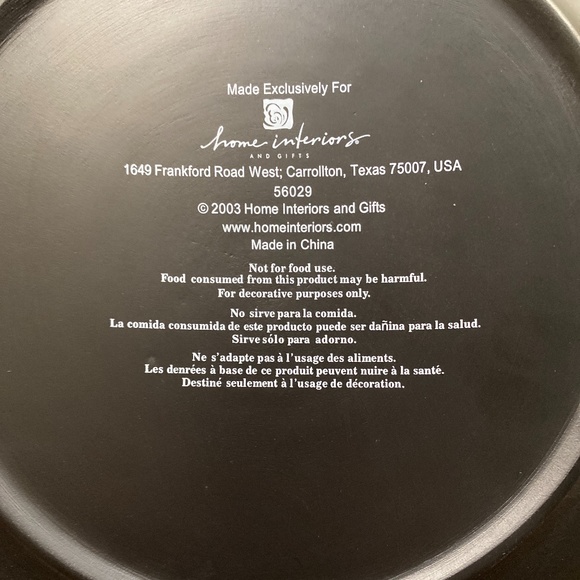 Made Exclusively For
home interiors
AND GIFTS
1649 Frankford Road West; Carrollton, Texas 75007, USA
56029
© 2003 Home Interiors and Gifts
www.homeinteriors.com
Made in China
Not for food use.
Food consumed from this product may be harmful.
For decorative purposes only.
No sirve para la comida.
La comida consumida de este producto puede ser dañina para la salud.
Sirve sólo para adorno.
Ne s'adapte pas à l'usage des aliments.
Les denrées à base de ce produit peuvent nuire à la santé.
Destiné seulement à l'usage de décoration.